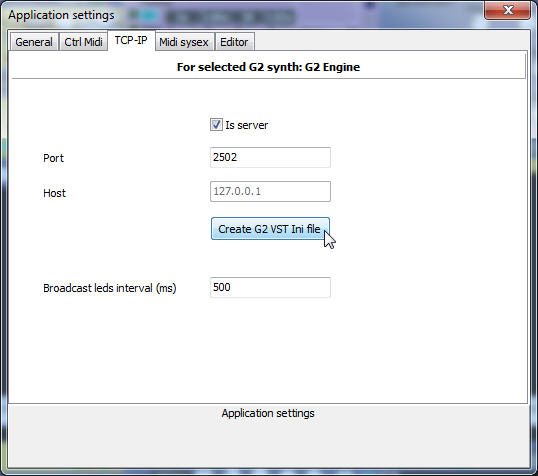 Application settings
General Ctrl Midi TCP-IP Midi sysex Editor
For selected G2 synth: G2 Engine
Is server
Port 2502
Host 127.0.0.1
Create G2 VST Ini file
Broadcast leds interval (ms) 500
Application settings